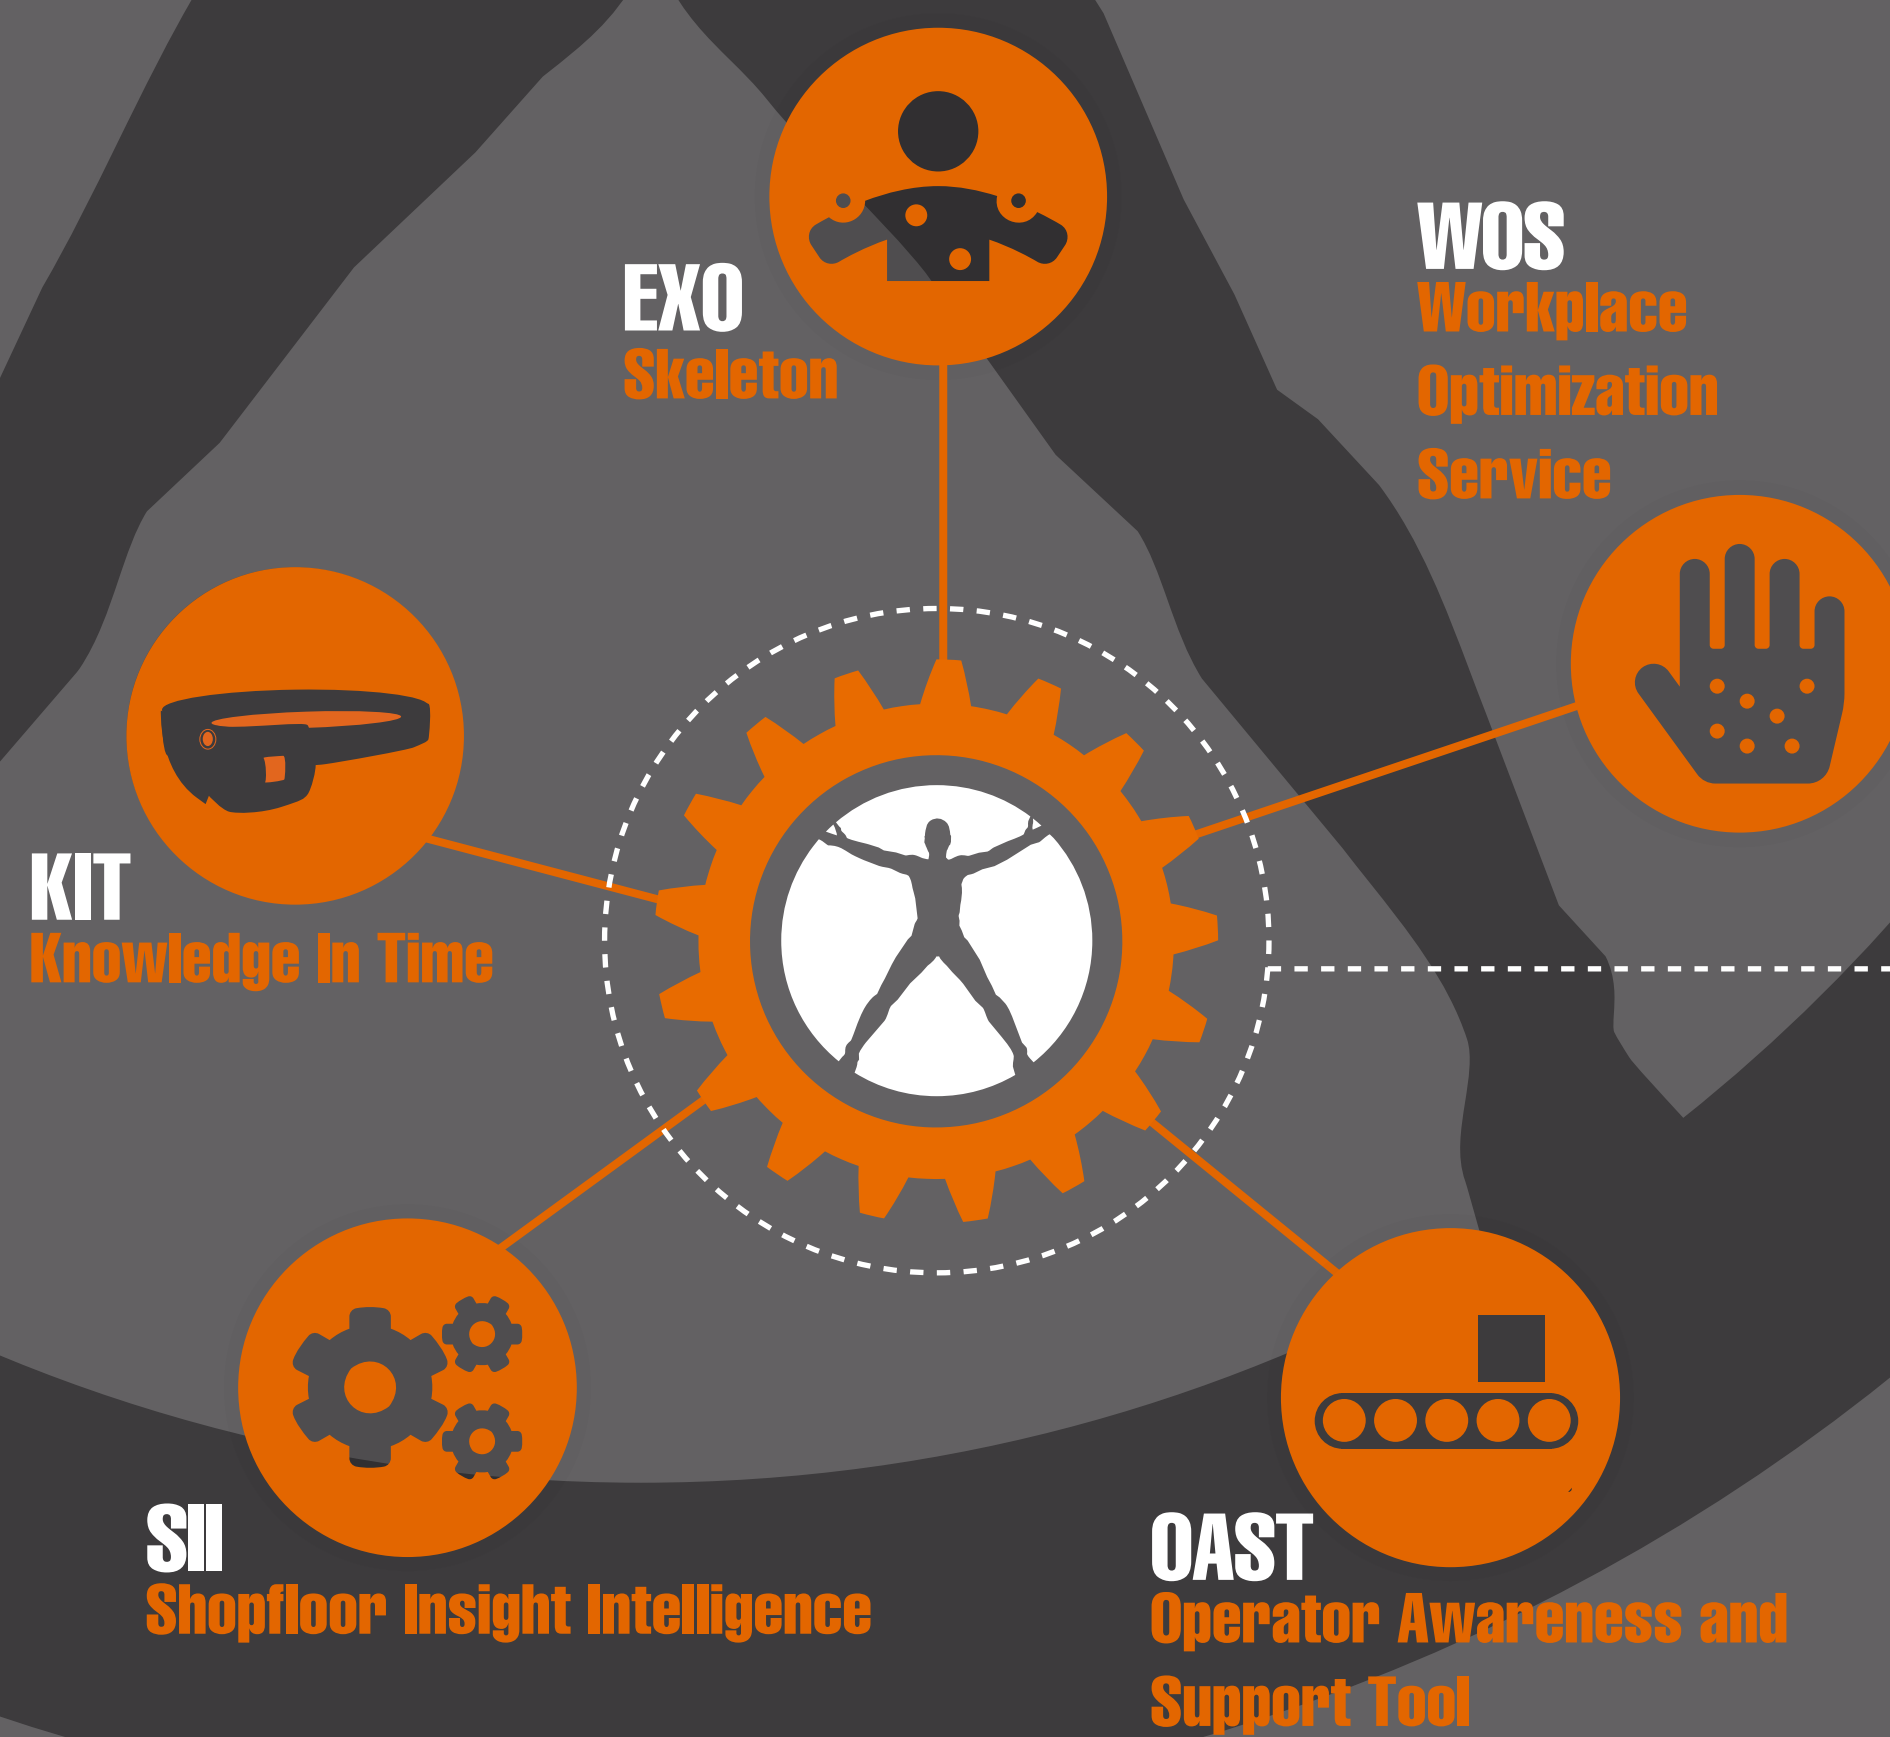 EXO
Skeleton
WOS
Workplace
Optimization
Service
KIT
Knowledge In Time
SII
Shopfloor Insight Intelligence
OAST
Operator Awareness and
Support Tool